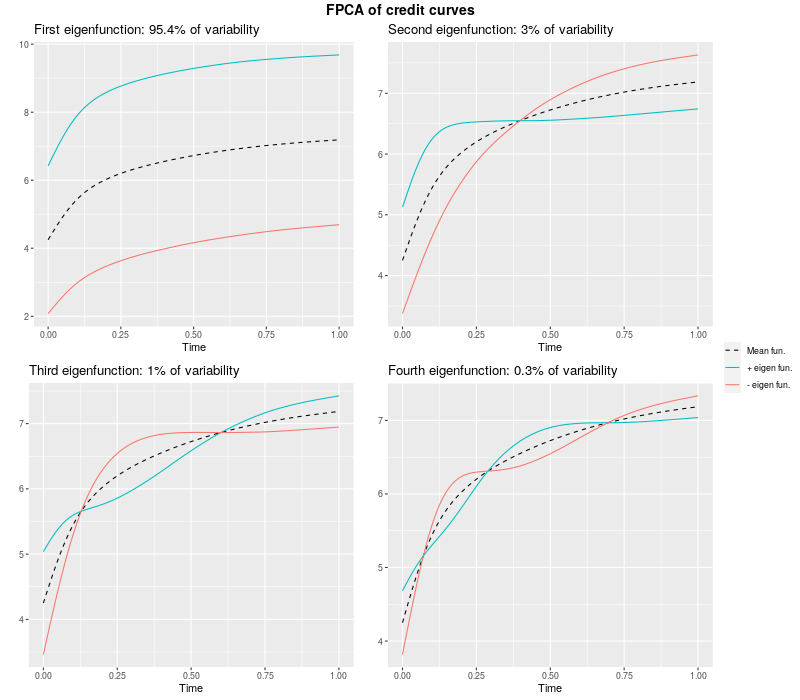 FPCA of credit curves
First eigenfunction: 95.4% of variability
10
8
6
4
2
0.00 0.25 0.50 0.75 1.00
Time
Second eigenfunction: 3% of variability
7
6
5
4
0.00 0.25 0.50 0.75 1.00
Time
Third eigenfunction: 1% of variability
7
6
5
4
0.00 0.25 0.50 0.75 1.00
Time
Fourth eigenfunction: 0.3% of variability
7
6
5
4
0.00 0.25 0.50 0.75 1.00
Time
Mean fun.
+ eigen fun.
- eigen fun.